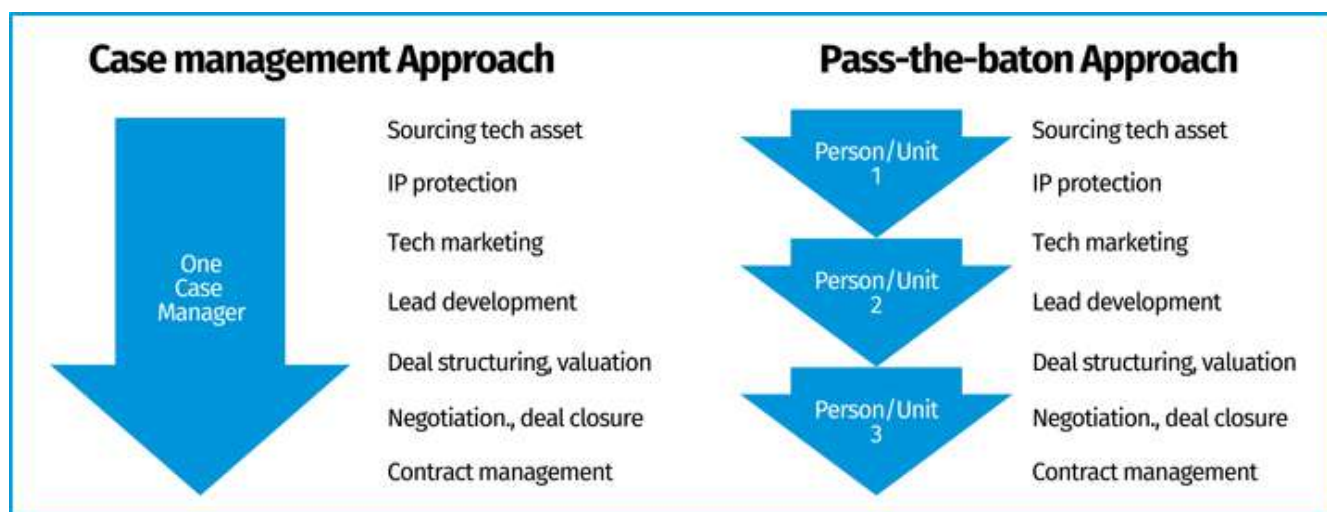 Case management Approach
One
Case
Manager
Sourcing tech asset
IP protection
Tech marketing
Lead development
Deal structuring, valuation
Negotiation., deal closure
Contract management
Pass-the-baton Approach
Person/Unit
1
Person/Unit
2
Person/Unit
3
Sourcing tech asset
IP protection
Tech marketing
Lead development
Deal structuring, valuation
Negotiation., deal closure
Contract management